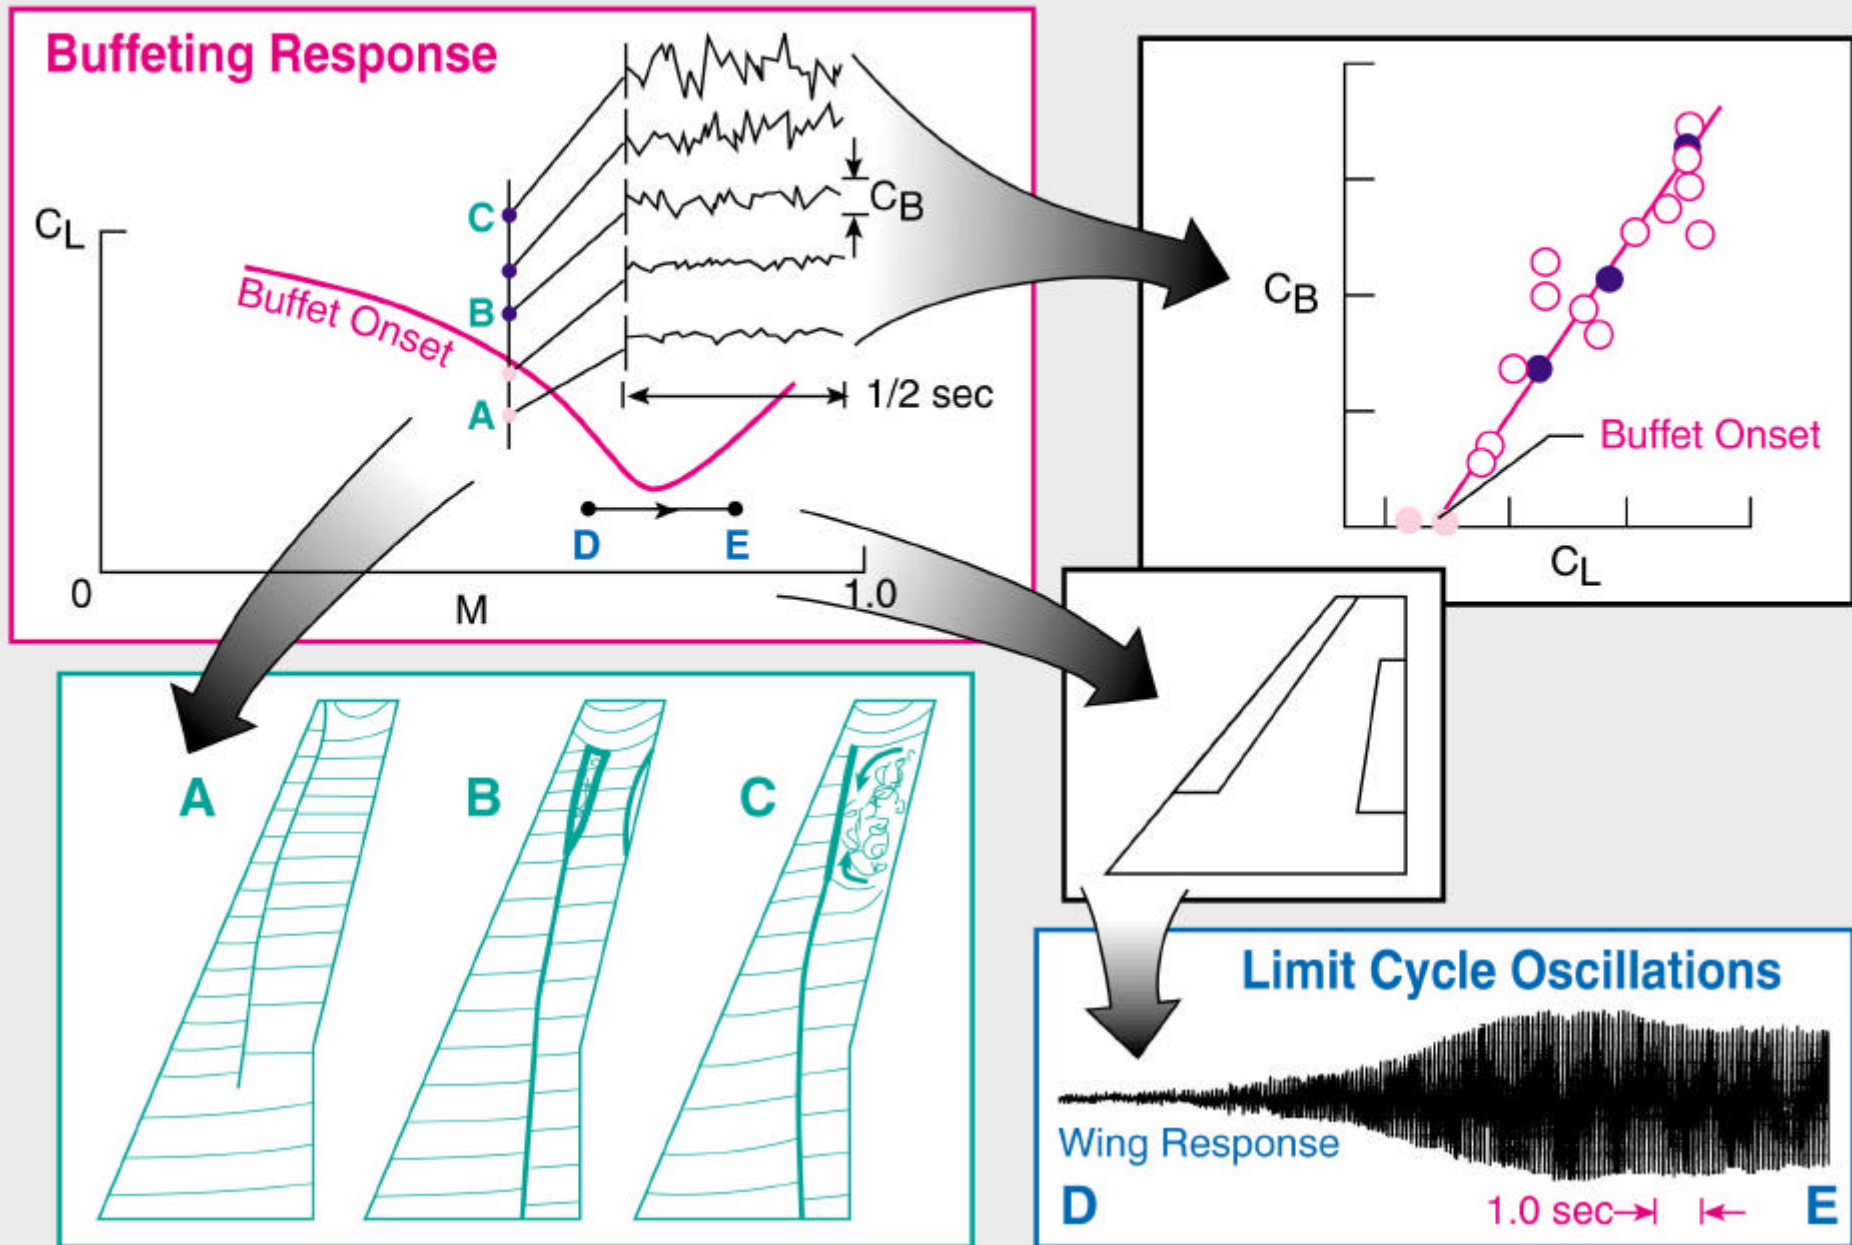 Buffeting Response
C
CL
B
Buffet Onset
A
CB
1/2 sec
D
E
0
M
1.0
CB
Buffet Onset
CL
A
B
C
Limit Cycle Oscillations
Wing Response
D
1.0 sec
E